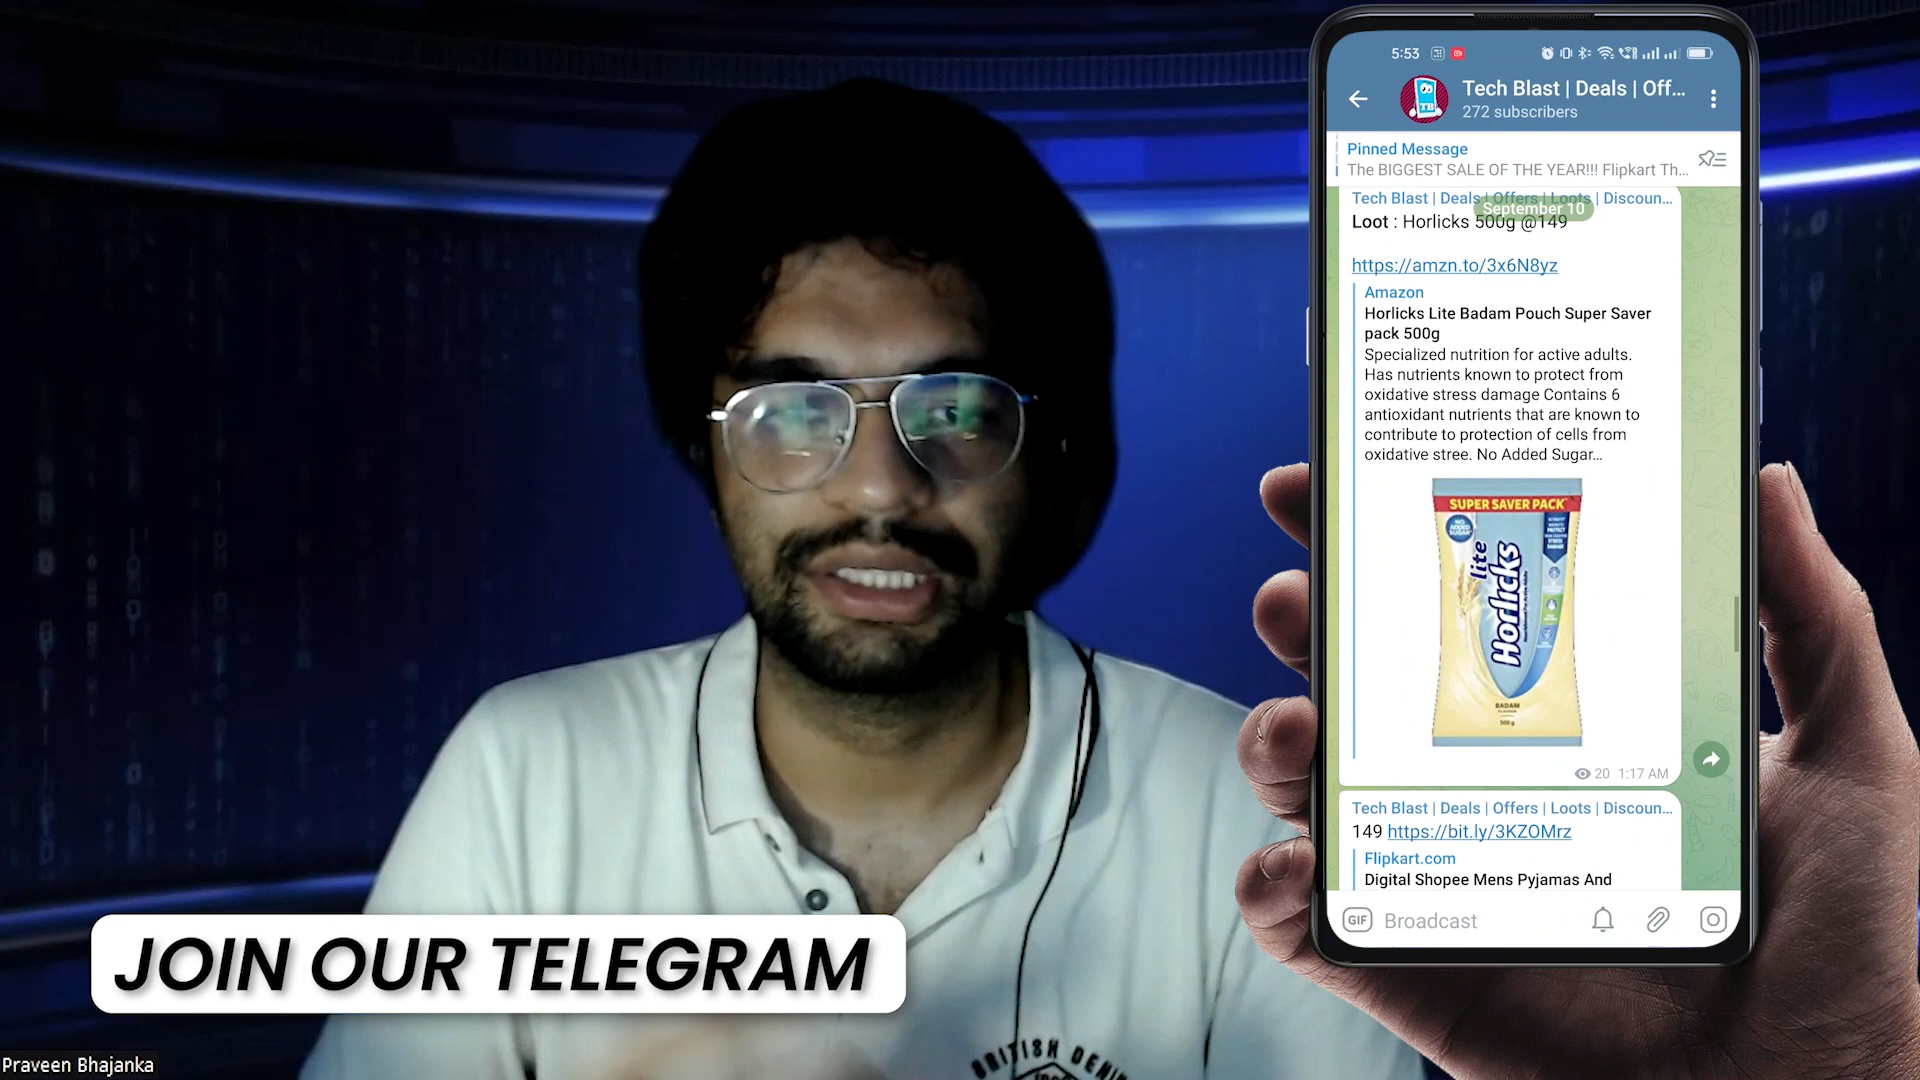 5:53
Tech Blast | Deals | Off...
272 subscribers
Pinned Message
The BIGGEST SALE OF THE YEAR!!! Flipkart Th...
Tech Blast | Deals | Offers | Loots | Discoun...
September 10
Loot : Horlicks 500g @149
https://amzn.to/3x6N8yz
Amazon
Horlicks Lite Badam Pouch Super Saver
pack 500g
Specialized nutrition for active adults.
Has nutrients known to protect from
oxidative stress damage Contains 6
antioxidant nutrients that are known to
contribute to protection of cells from
oxidative stree. No Added Sugar...
SUPER SAVER PACK
NO
ADDED
SUGAR
lite
Horlicks
BADAM
500 g
20 1:17 AM
Tech Blast | Deals | Offers | Loots | Discoun...
149 https://bit.ly/3KZOMrz
Flipkart.com
Digital Shopee Mens Pyjamas And
GIF Broadcast
JOIN OUR TELEGRAM
Praveen Bhajanka